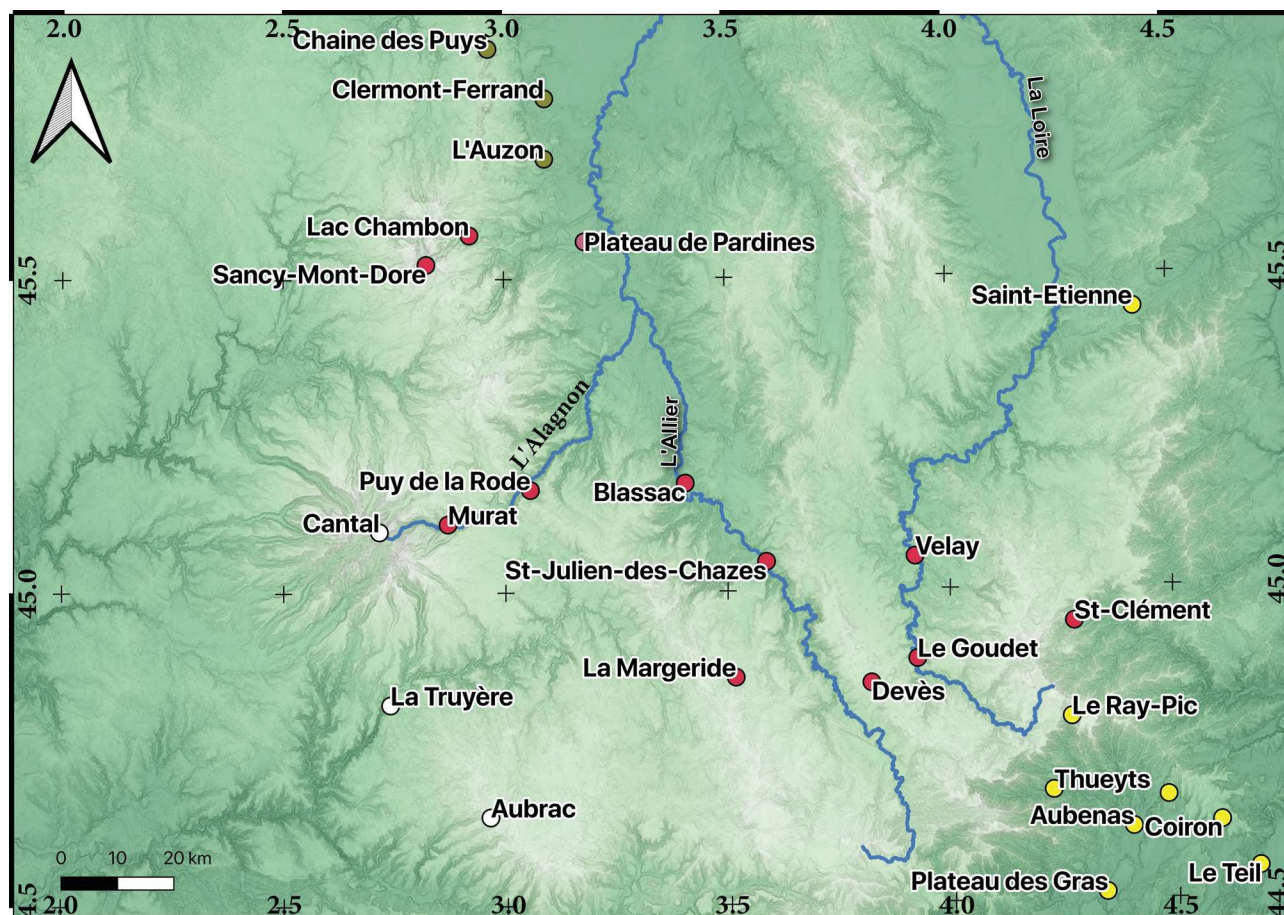 2.0 2.5 3.0 3.5 4.0 4.5
Chaine des Puys
Clermont-Ferrand
La Loire
L'Auzon
Lac Chambon
Plateau de Pardines
Sancy-Mont-Dore
45.5 45.5
Saint-Etienne
L'Alagnon
L'Allier
Puy de la Rode
Blassac
Cantal
Murat
Velay
St-Julien-des-Chazes
45.0 45.0
St-Clément
Le Goudet
La Margeride
Devès
La Truyère
Le Ray-Pic
Thueyts
Aubrac
Aubenas
Coiron
0 10 20 km
Le Teil
Plateau des Gras
44.5 44.5
2.0 2.5 3.0 3.5 4.0 4.5